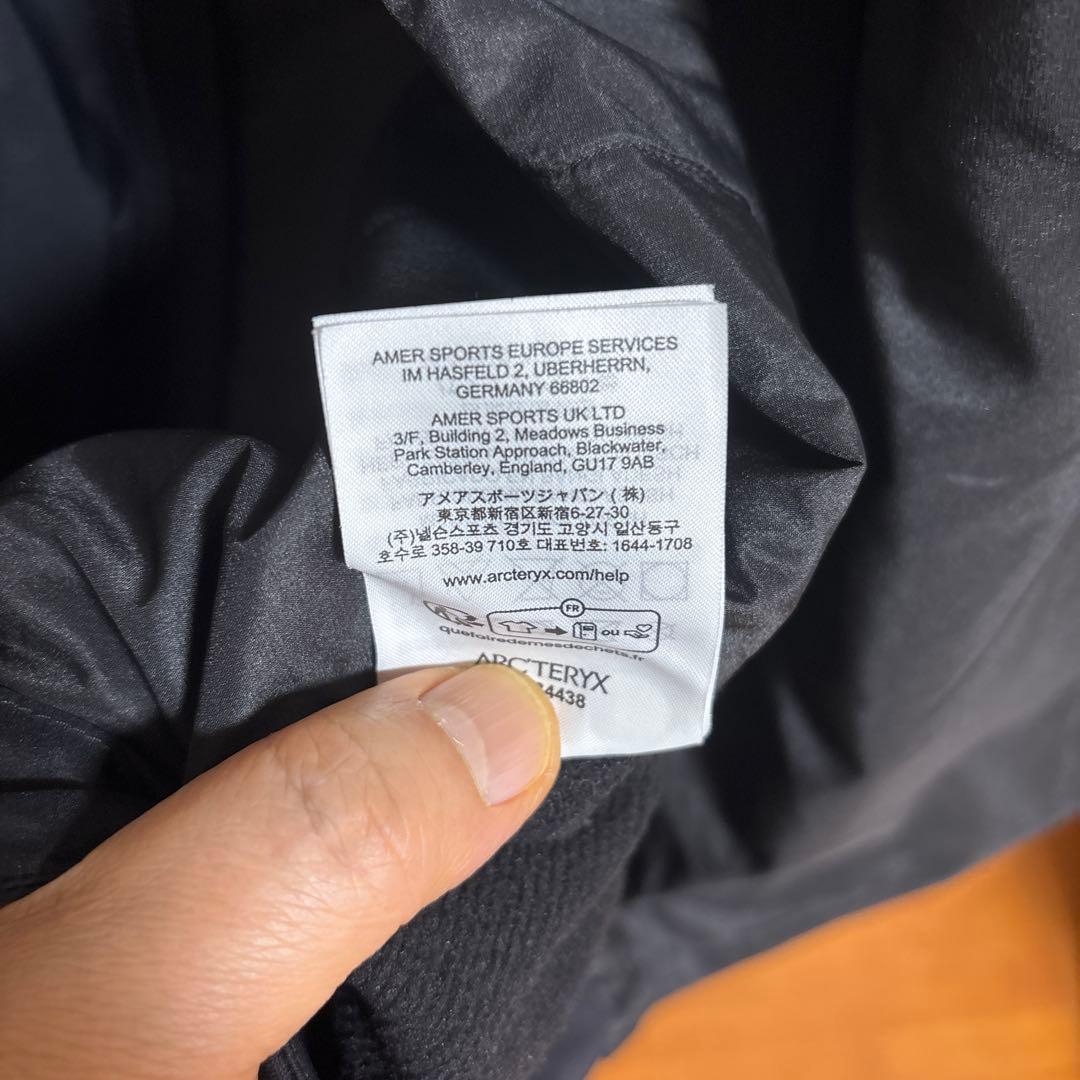 AMER SPORTS EUROPE SERVICES
IM HASFELD 2, UBERHERRN,
GERMANY 66802
AMER SPORTS UK LTD
3/F, Building 2, Meadows Business
Park Station Approach, Blackwater,
Camberley, England, GU17 9AB
アメアスポーツジャパン (株)
東京都新宿区新宿6-27-30
(주)넬슨스포츠 경기도 고양시 일산동구
호수로 358-39 710호 대표번호: 1644-1708
www.arcteryx.com/help
FR
ou
quefairedemesdechets.fr
ARC'TERYX
4438